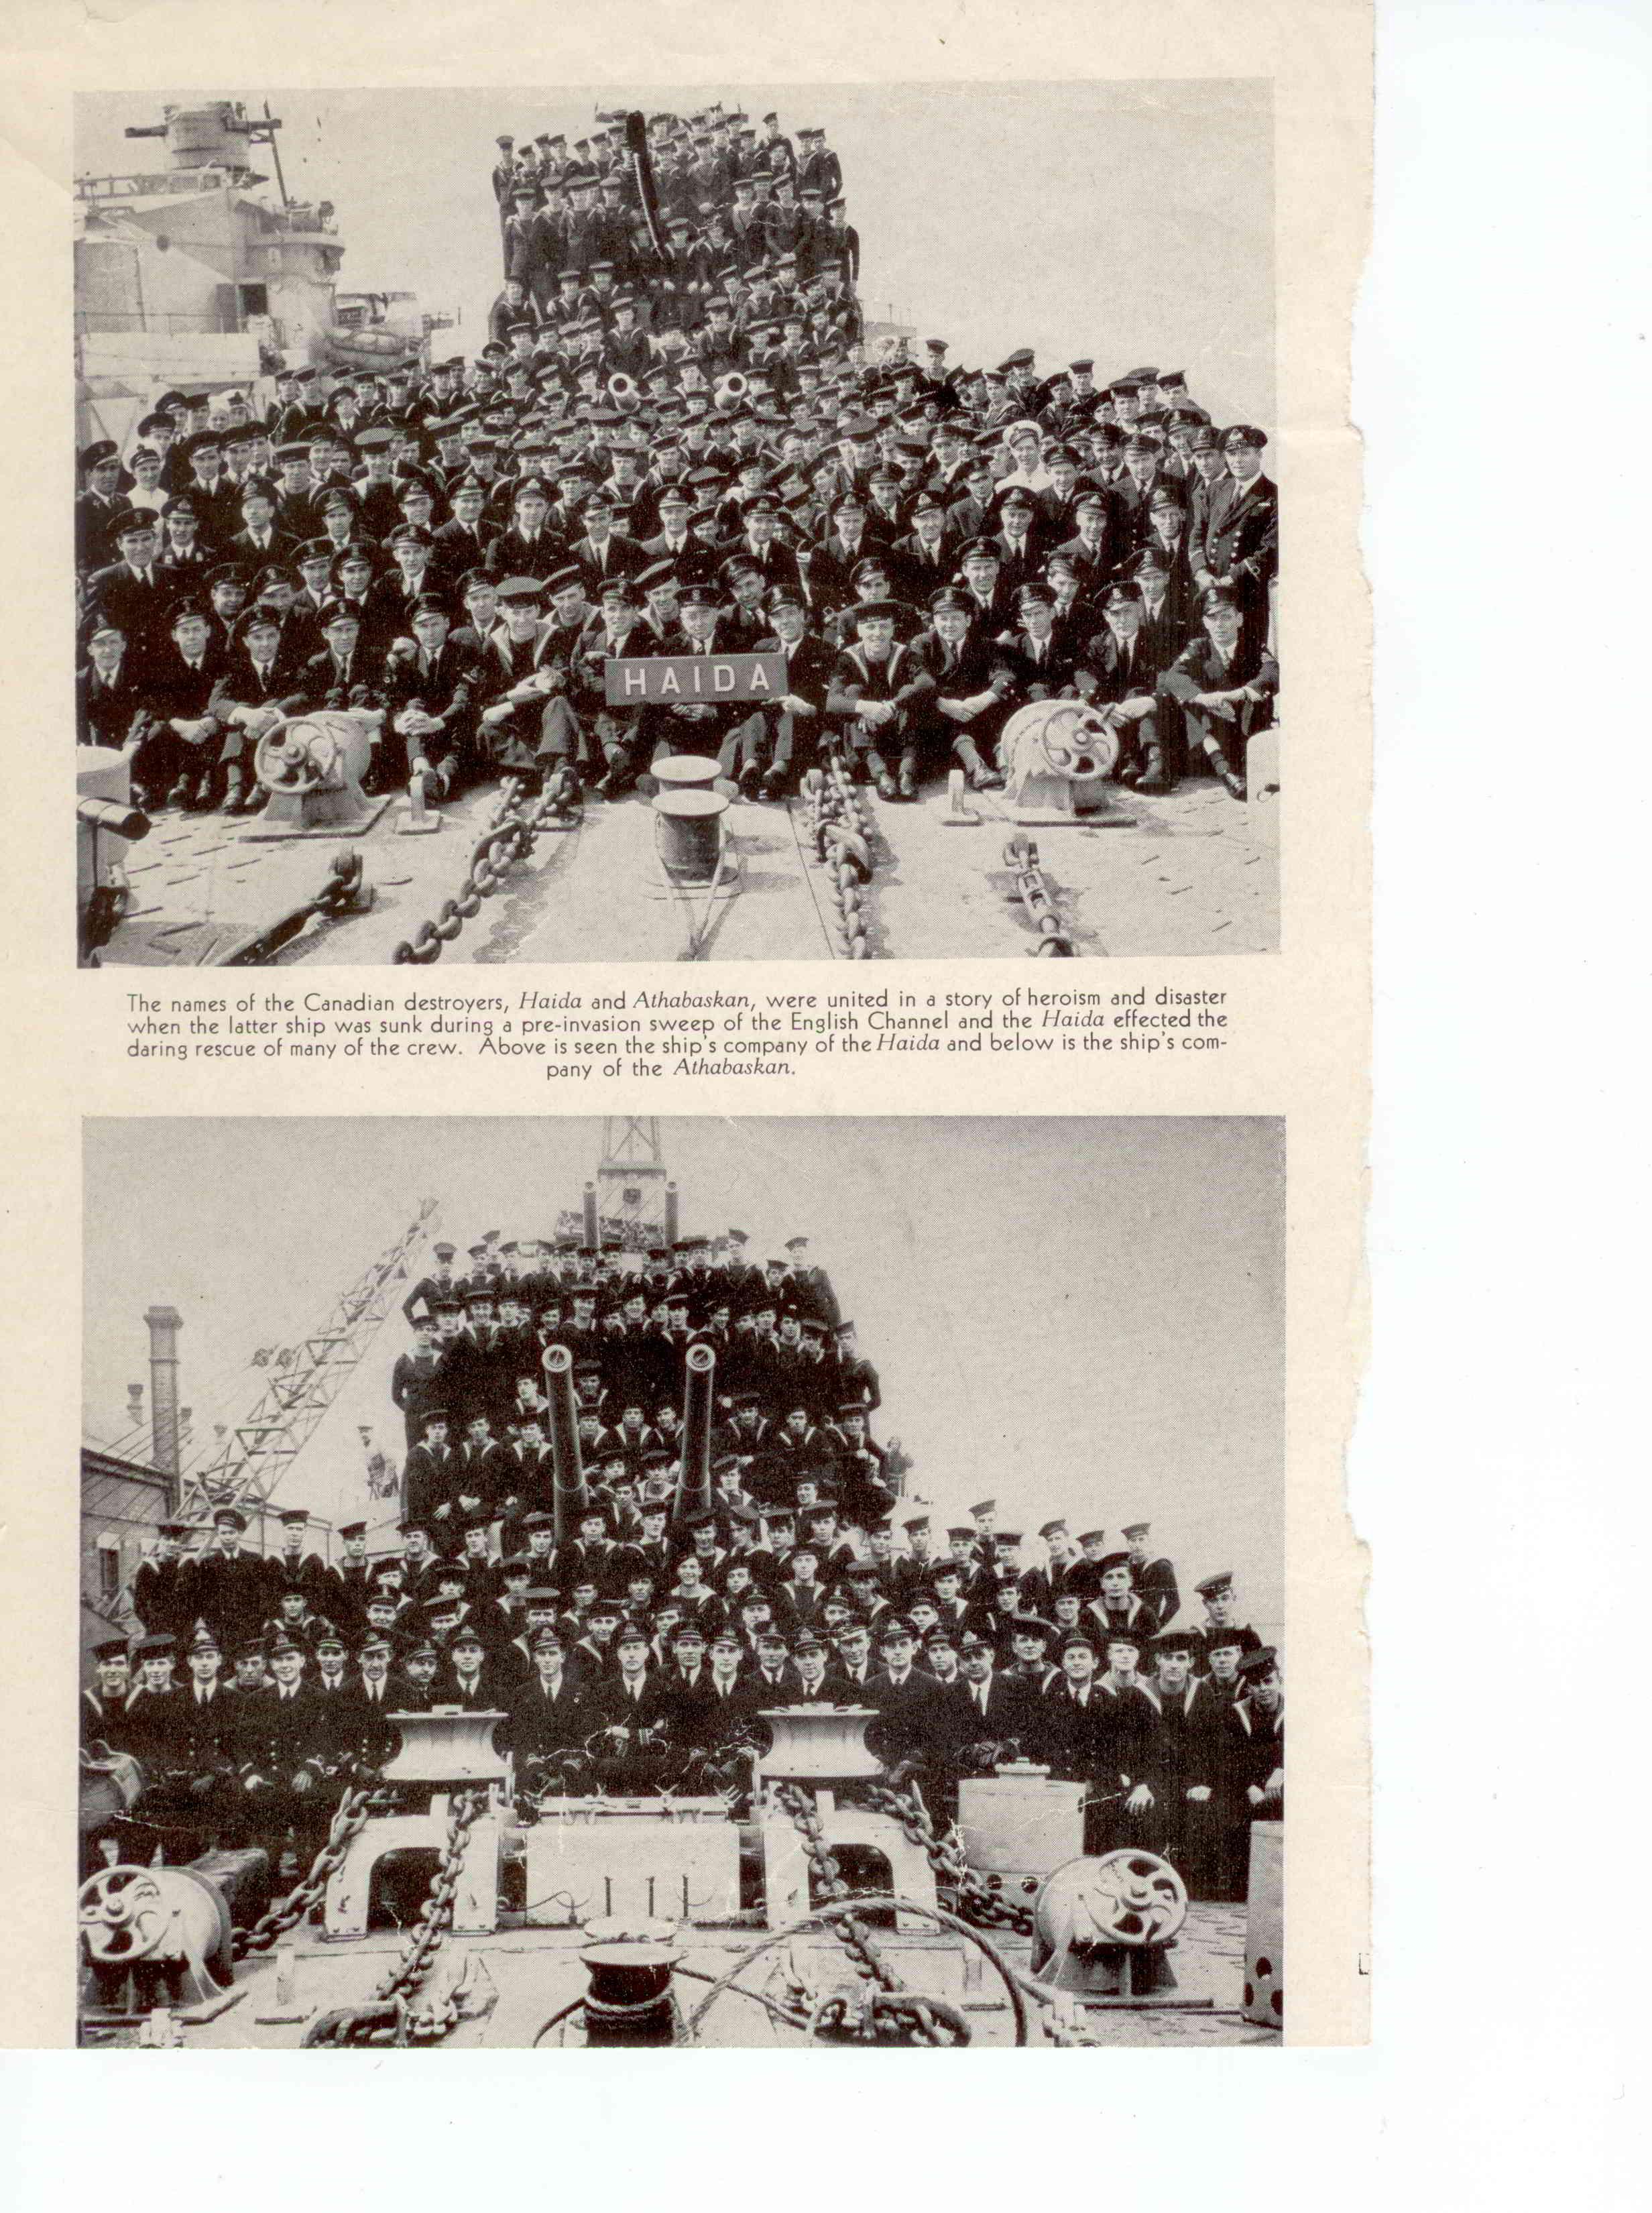 HAIDA
The names of the Canadian destroyers, Haida and Athabaskan, were united in a story of heroism and disaster
when the latter ship was sunk during a pre-invasion sweep of the English Channel and the Haida effected the
daring rescue of many of the crew. Above is seen the ship's company of the Haida and below is the ship's com-
pany of the Athabaskan.